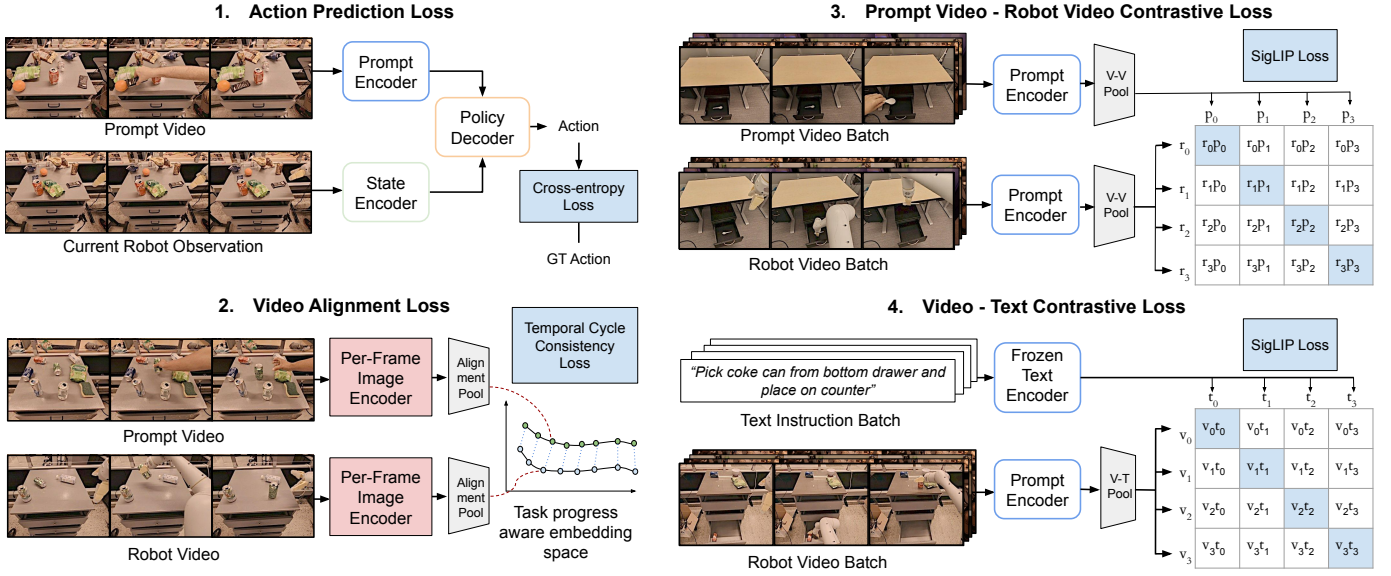 1. Action Prediction Loss
Prompt Video
Prompt
Encoder
Policy
Decoder
Action
Current Robot Observation
State
Encoder
Cross-entropy
Loss
GT Action
2. Video Alignment Loss
Prompt Video
Per-Frame
Image
Encoder
Align
ment
Pool
Temporal Cycle
Consistency
Loss
Robot Video
Per-Frame
Image
Encoder
Align
ment
Pool
Task progress
aware embedding
space
3. Prompt Video - Robot Video Contrastive Loss
Prompt Video Batch
Prompt
Encoder
V-V
Pool
SigLIP Loss
Robot Video Batch
Prompt
Encoder
V-V
Pool
p0 p1 p2 p3
r0 r0p0 r0p1 r0p2 r0p3
r1 r1p0 r1p1 r1p2 r1p3
r2 r2p0 r2p1 r2p2 r2p3
r3 r3p0 r3p1 r3p2 r3p3
4. Video - Text Contrastive Loss
“Pick coke can from bottom drawer and
place on counter”
Text Instruction Batch
Frozen
Text
Encoder
SigLIP Loss
Robot Video Batch
Prompt
Encoder
V-T
Pool
t0 t1 t2 t3
v0 v0t0 v0t1 v0t2 v0t3
v1 v1t0 v1t1 v1t2 v1t3
v2 v2t0 v2t1 v2t2 v2t3
v3 v3t0 v3t1 v3t2 v3t3